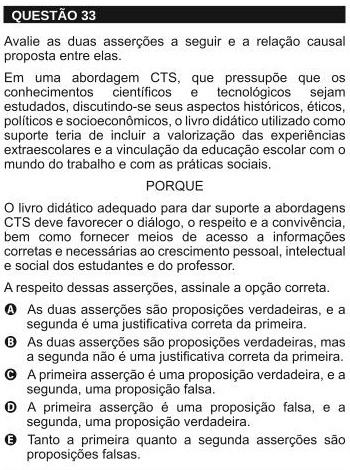 QUESTÃO 33
Avalie as duas asserções a seguir e a relação causal
proposta entre elas.
Em uma abordagem CTS, que pressupõe que os
conhecimentos científicos e tecnológicos sejam
estudados, discutindo-se seus aspectos históricos, éticos,
políticos e socioeconômicos, o livro didático utilizado como
suporte teria de incluir a valorização das experiências
extraescolares e a vinculação da educação escolar com o
mundo do trabalho e com as práticas sociais.
PORQUE
O livro didático adequado para dar suporte a abordagens
CTS deve favorecer o diálogo, o respeito e a convivência,
bem como fornecer meios de acesso a informações
corretas e necessárias ao crescimento pessoal, intelectual
e social dos estudantes e do professor.
A respeito dessas asserções, assinale a opção correta.
A As duas asserções são proposições verdadeiras, e a
segunda é uma justificativa correta da primeira.
B As duas asserções são proposições verdadeiras, mas
a segunda não é uma justificativa correta da primeira.
C A primeira asserção é uma proposição verdadeira, e a
segunda, uma proposição falsa.
D A primeira asserção é uma proposição falsa, e a
segunda, uma proposição verdadeira.
E Tanto a primeira quanto a segunda asserções são
proposições falsas.